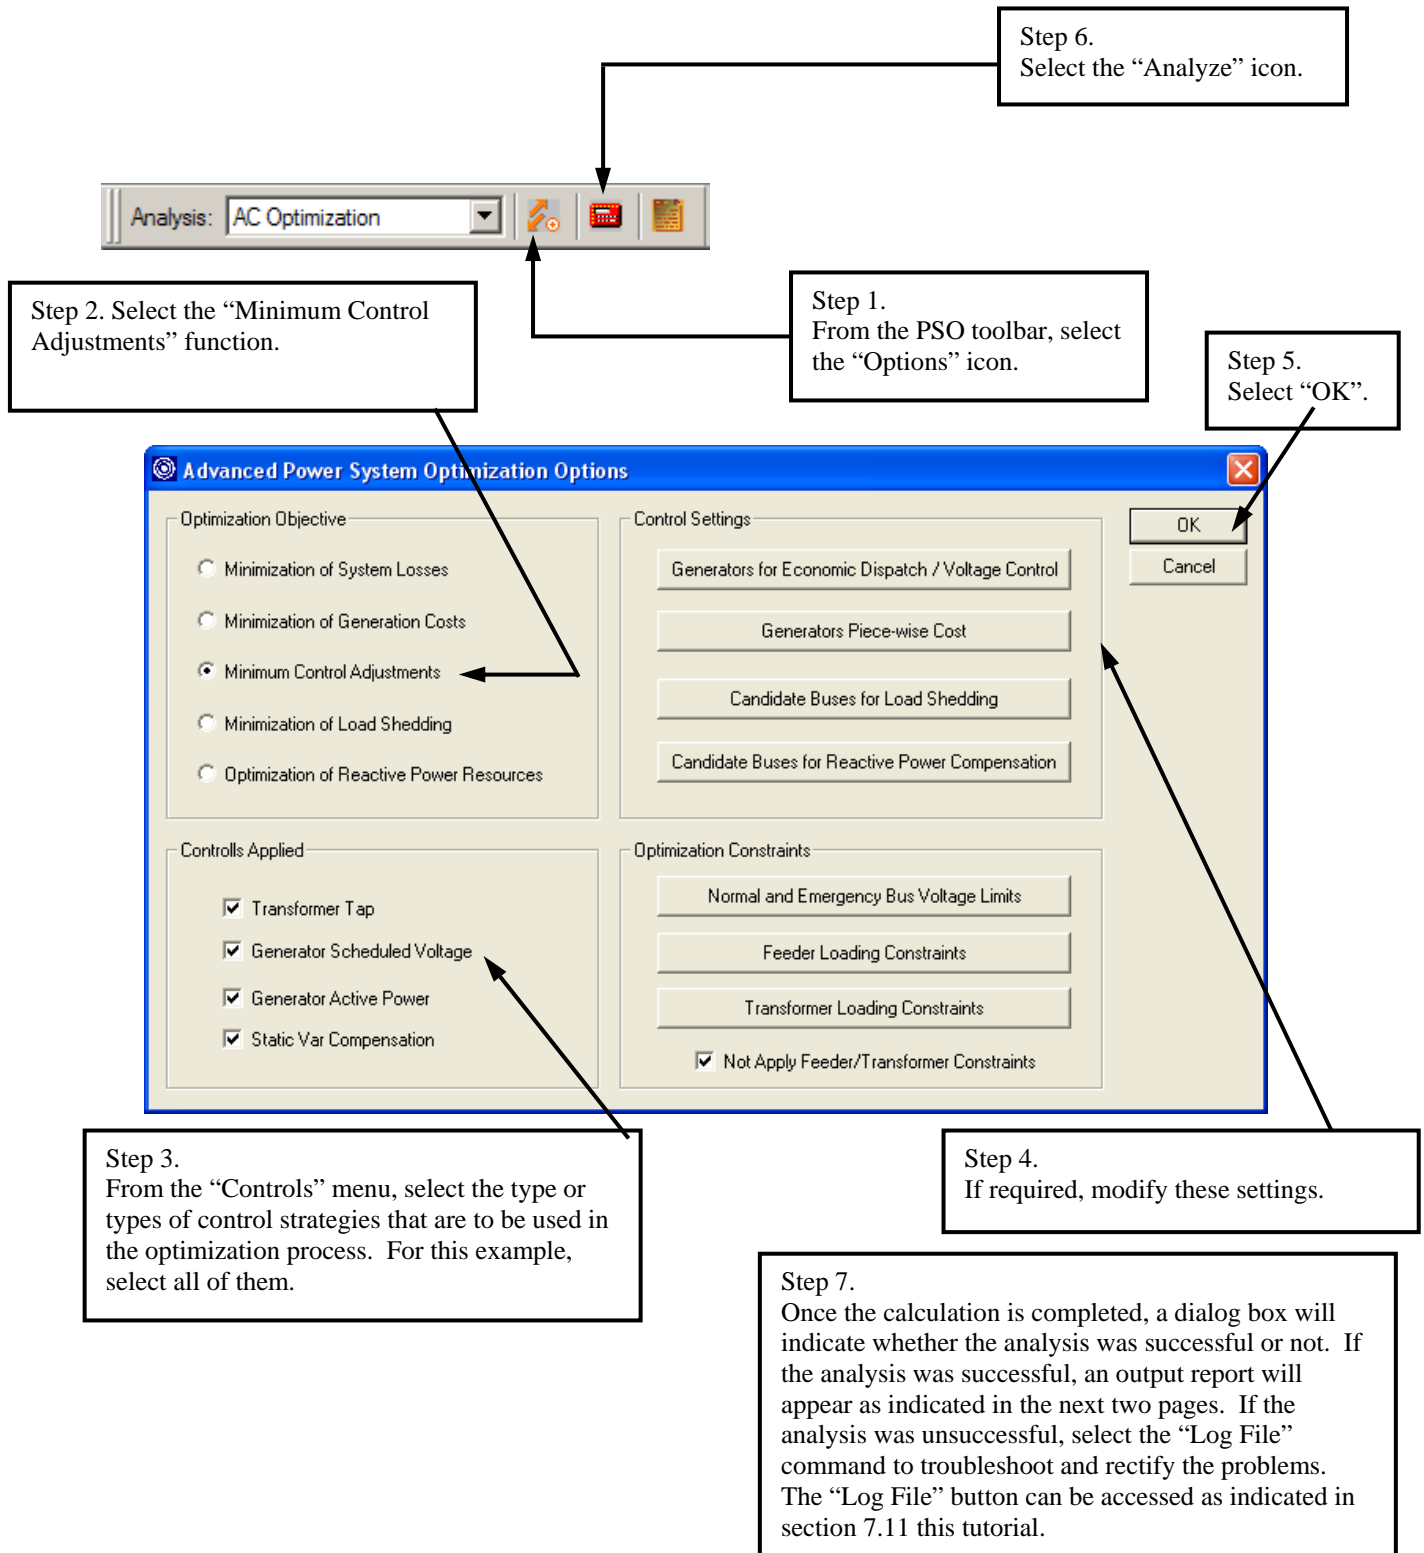 Step 6.
Select the “Analyze” icon.
Analysis: AC Optimization
Step 2. Select the “Minimum Control
Adjustments” function.
Step 1.
From the PSO toolbar, select
the “Options” icon.
Step 5.
Select “OK”.
Advanced Power System Optimization Options
Optimization Objective
Minimization of System Losses
Minimization of Generation Costs
Minimum Control Adjustments
Minimization of Load Shedding
Optimization of Reactive Power Resources
Control Settings
Generators for Economic Dispatch / Voltage Control
Generators Piece-wise Cost
Candidate Buses for Load Shedding
Candidate Buses for Reactive Power Compensation
OK
Cancel
Controlls Applied
Transformer Tap
Generator Scheduled Voltage
Generator Active Power
Static Var Compensation
Optimization Constraints
Normal and Emergency Bus Voltage Limits
Feeder Loading Constraints
Transformer Loading Constraints
Not Apply Feeder/Transformer Constraints
Step 3.
From the “Controls” menu, select the type or
types of control strategies that are to be used in
the optimization process.  For this example,
select all of them.
Step 4.
If required, modify these settings.
Step 7.
Once the calculation is completed, a dialog box will
indicate whether the analysis was successful or not.  If
the analysis was successful, an output report will
appear as indicated in the next two pages.  If the
analysis was unsuccessful, select the “Log File”
command to troubleshoot and rectify the problems.
The “Log File” button can be accessed as indicated in
section 7.11 this tutorial.